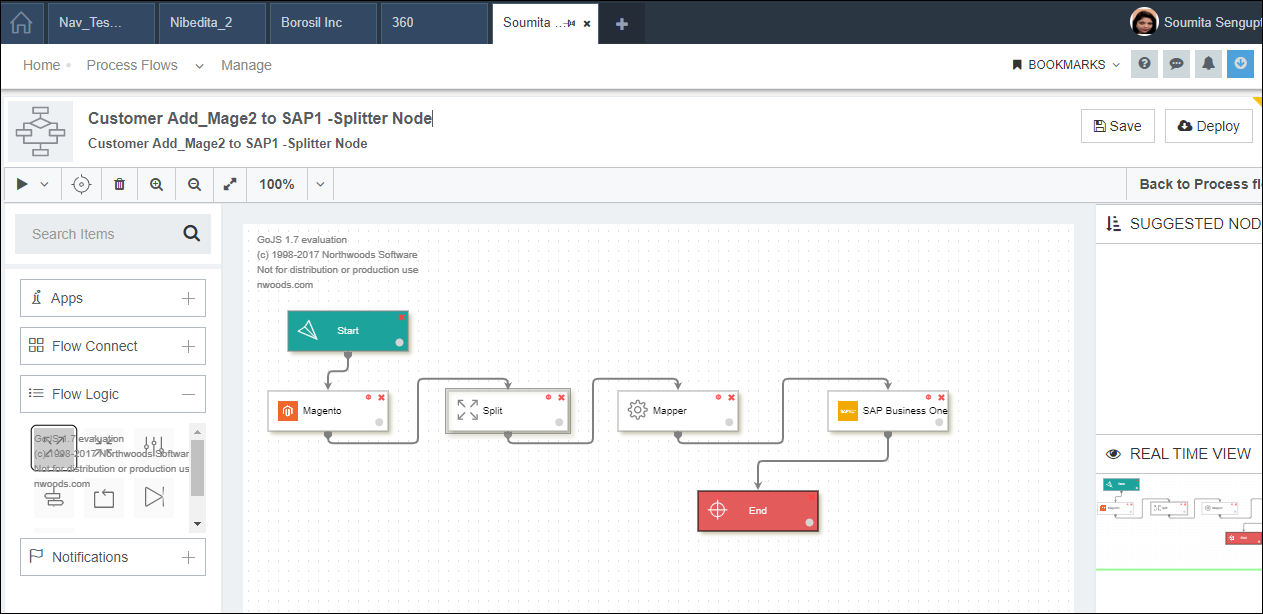 Nav_Tes... Nibedita_2 Borosil Inc 360 Soumita ... × + Soumita Sengupt
Home Process Flows Manage BOOKMARKS
Customer Add_Mage2 to SAP1 -Splitter Node
Customer Add_Mage2 to SAP1 -Splitter Node
Save Deploy
100% Back to Process fl
Search Items
Apps
Flow Connect
Flow Logic
GoJS 1.7 evaluation
(c) 1998-2017 Northwoods Softwar
Not for distribution or production us
nwoods.com
Notifications
GoJS 1.7 evaluation
(c) 1998-2017 Northwoods Software
Not for distribution or production use
nwoods.com
Start
Magento
Split
Mapper
SAP Business One
End
SUGGESTED NOD
REAL TIME VIEW